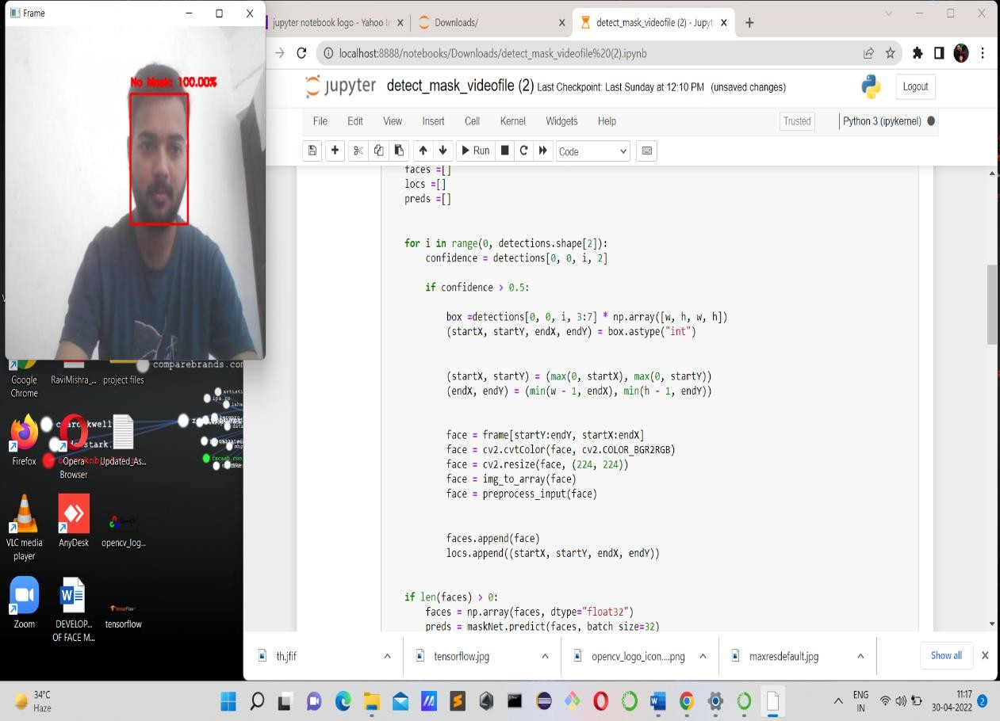 Frame
No Mask: 100.00%
jupyter notebook logo - Yahoo
Downloads/
detect_mask_videofile (2) - Jupyt
localhost:8888/notebooks/Downloads/detect_mask_videofile%20(2).ipynb
jupyter detect_mask_videofile (2) Last Checkpoint: Last Sunday at 12:10 PM (unsaved changes)
Logout
File Edit View Insert Cell Kernel Widgets Help
Trusted
Python 3 (ipykernel)
Run
Code
faces =[]
locs =[]
preds =[]
for i in range(0, detections.shape[2]):
confidence = detections[0, 0, i, 2]
if confidence > 0.5:
box =detections[0, 0, i, 3:7] * np.array([w, h, w, h])
(startX, startY, endX, endY) = box.astype("int")
(startX, startY) = (max(0, startX), max(0, startY))
(endX, endY) = (min(w - 1, endX), min(h - 1, endY))
face = frame[startY:endY, startX:endX]
face = cv2.cvtColor(face, cv2.COLOR_BGR2RGB)
face = cv2.resize(face, (224, 224))
face = img_to_array(face)
face = preprocess_input(face)
faces.append(face)
locs.append((startX, startY, endX, endY))
if len(faces) > 0:
faces = np.array(faces, dtype="float32")
preds = maskNet.predict(faces, batch_size=32)
comparebrands.com
Google
Chrome
RaviMishra_...
project files
Firefox
Opera
Browser
Updated_As...
VLC media
player
AnyDesk
opencv_log...
Zoom
DEVELOP...
OF FACE M...
tensorflow
th.jfif
tensorflow.jpg
opencv_logo_icon....png
maxresdefault.jpg
Show all
34°C
Haze
ENG
IN
11:17
30-04-2022
2